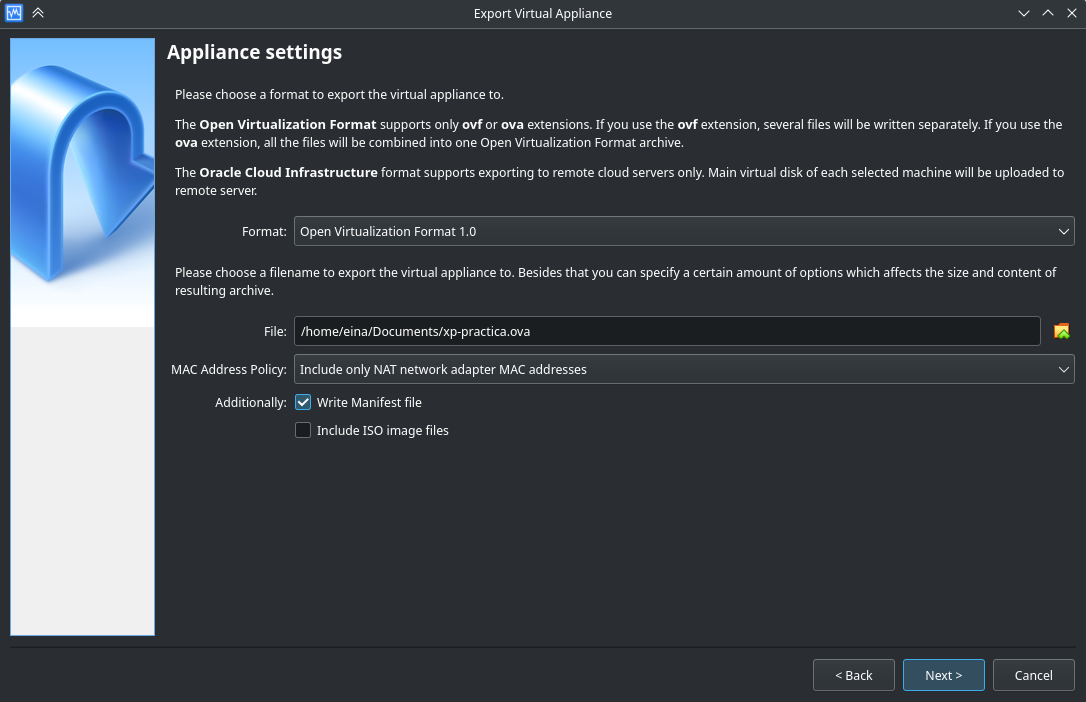 Export Virtual Appliance
Appliance settings
Please choose a format to export the virtual appliance to.
The Open Virtualization Format supports only ovf or ova extensions. If you use the ovf extension, several files will be written separately. If you use the
ova extension, all the files will be combined into one Open Virtualization Format archive.
The Oracle Cloud Infrastructure format supports exporting to remote cloud servers only. Main virtual disk of each selected machine will be uploaded to
remote server.
Format: Open Virtualization Format 1.0
Please choose a filename to export the virtual appliance to. Besides that you can specify a certain amount of options which affects the size and content of
resulting archive.
File: /home/eina/Documents/xp-practica.ova
MAC Address Policy: Include only NAT network adapter MAC addresses
Additionally: Write Manifest file
Include ISO image files
< Back Next > Cancel